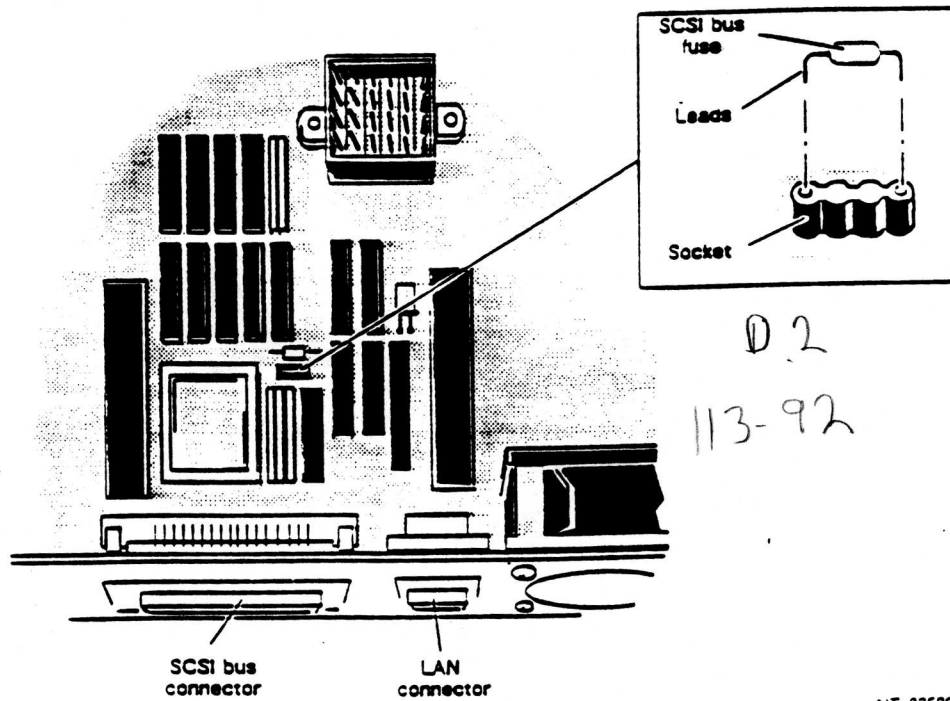 SCSI bus
fuse
Leads
Socket
D.2
113-92
SCSI bus
connector
LAN
connector